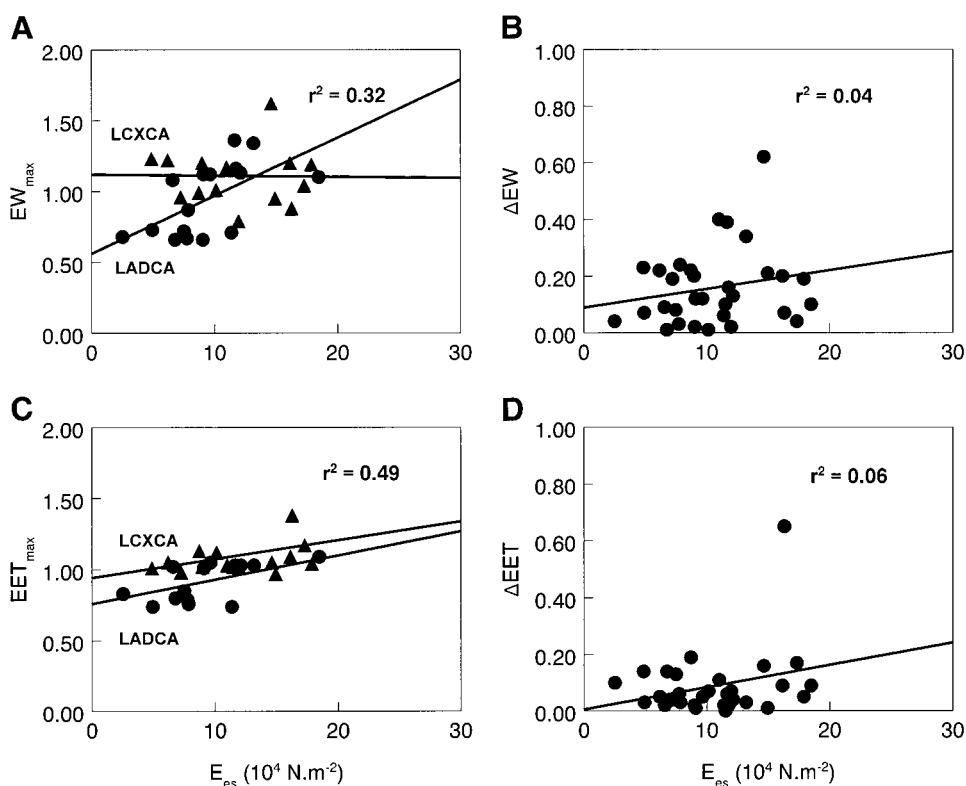 A
2.00
1.50
1.00
0.50
0.00
EWmax
LCXCA
LADCA
r² = 0.32
0 10 20 30
B
1.00
0.80
0.60
0.40
0.20
0.00
ΔEW
r² = 0.04
0 10 20 30
C
2.00
1.50
1.00
0.50
0.00
EETmax
LCXCA
LADCA
r² = 0.49
0 10 20 30
Ees (10⁴ N.m⁻²)
D
1.00
0.80
0.60
0.40
0.20
0.00
ΔEET
r² = 0.06
0 10 20 30
Ees (10⁴ N.m⁻²)